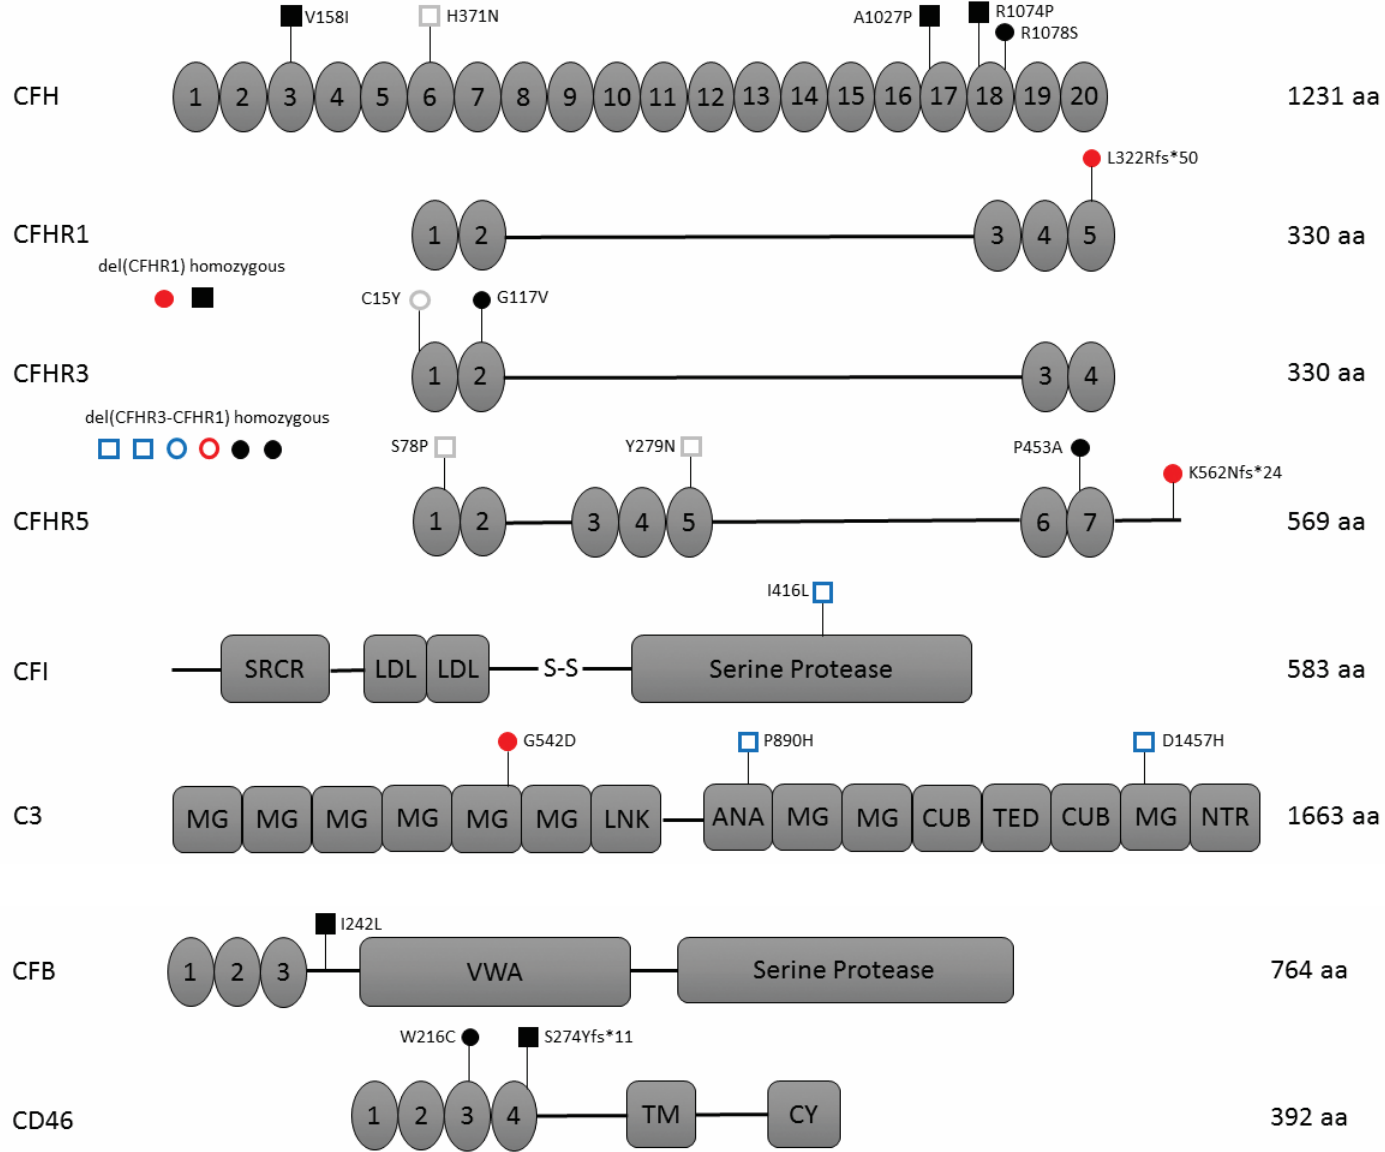 V158I H371N A1027P R1074P
R1078S
CFH 1 2 3 4 5 6 7 8 9 10 11 12 13 14 15 16 17 18 19 20 1231 aa
L322Rfs*50
CFHR1 1 2 3 4 5 330 aa
del(CFHR1) homozygous
C15Y G117V
CFHR3 1 2 3 4 330 aa
del(CFHR3-CFHR1) homozygous
S78P Y279N P453A
K562Nfs*24
CFHR5 1 2 3 4 5 6 7 569 aa
I416L
CFI SRCR LDL LDL S-S Serine Protease 583 aa
G542D P890H D1457H
C3 MG MG MG MG MG MG LNK ANA MG MG CUB TED CUB MG NTR 1663 aa
I242L
CFB 1 2 3 VWA Serine Protease 764 aa
W216C S274Yfs*11
CD46 1 2 3 4 TM CY 392 aa